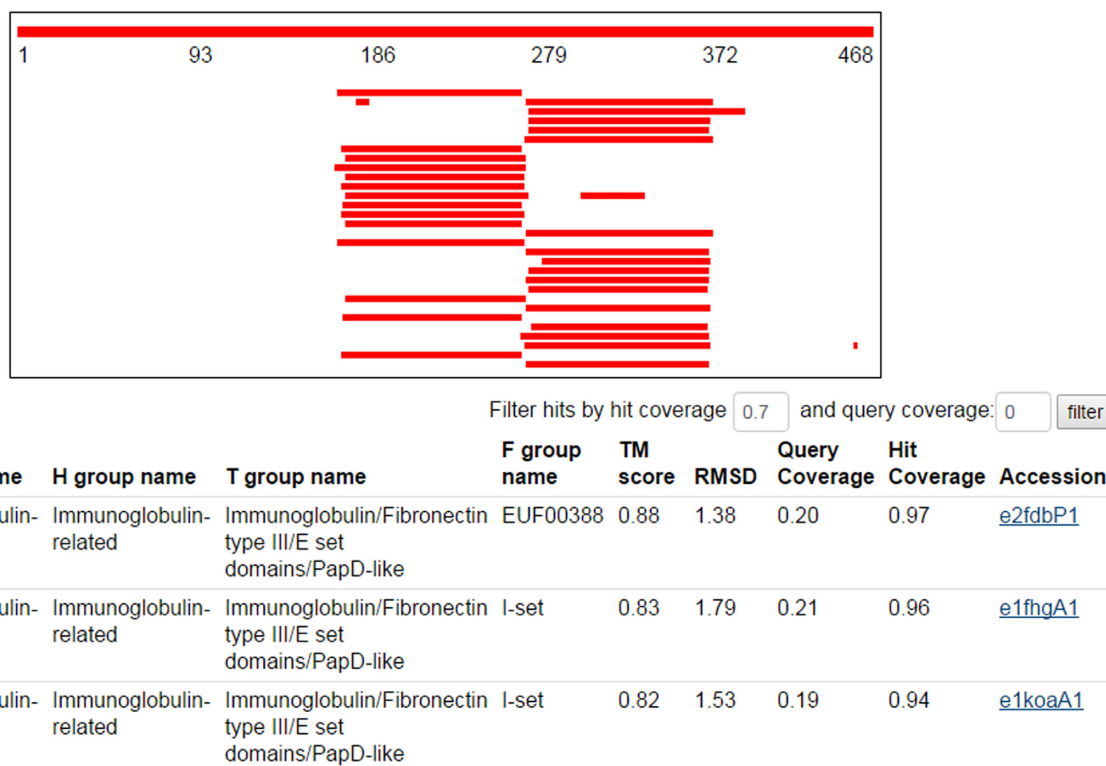 1 93 186 279 372 468
Filter hits by hit coverage 0.7 and query coverage: 0 filter
F group TM Query Hit
me H group name T group name name score RMSD Coverage Coverage Accession
ulin- Immunoglobulin- Immunoglobulin/Fibronectin EUF00388 0.88 1.38 0.20 0.97 e2fdbP1
related type III/E set
domains/PapD-like
ulin- Immunoglobulin- Immunoglobulin/Fibronectin I-set 0.83 1.79 0.21 0.96 e1fhgA1
related type III/E set
domains/PapD-like
ulin- Immunoglobulin- Immunoglobulin/Fibronectin I-set 0.82 1.53 0.19 0.94 e1koaA1
related type III/E set
domains/PapD-like